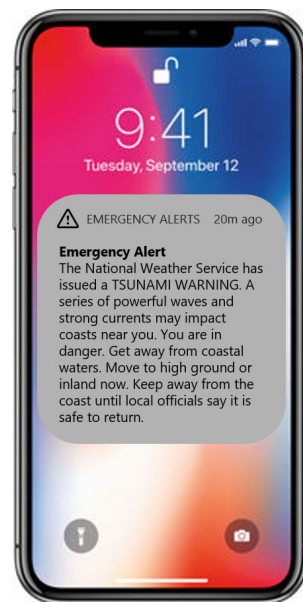 9:41
Tuesday, September 12
EMERGENCY ALERTS 20m ago
Emergency Alert
The National Weather Service has
issued a TSUNAMI WARNING. A
series of powerful waves and
strong currents may impact
coasts near you. You are in
danger. Get away from coastal
waters. Move to high ground or
inland now. Keep away from the
coast until local officials say it is
safe to return.